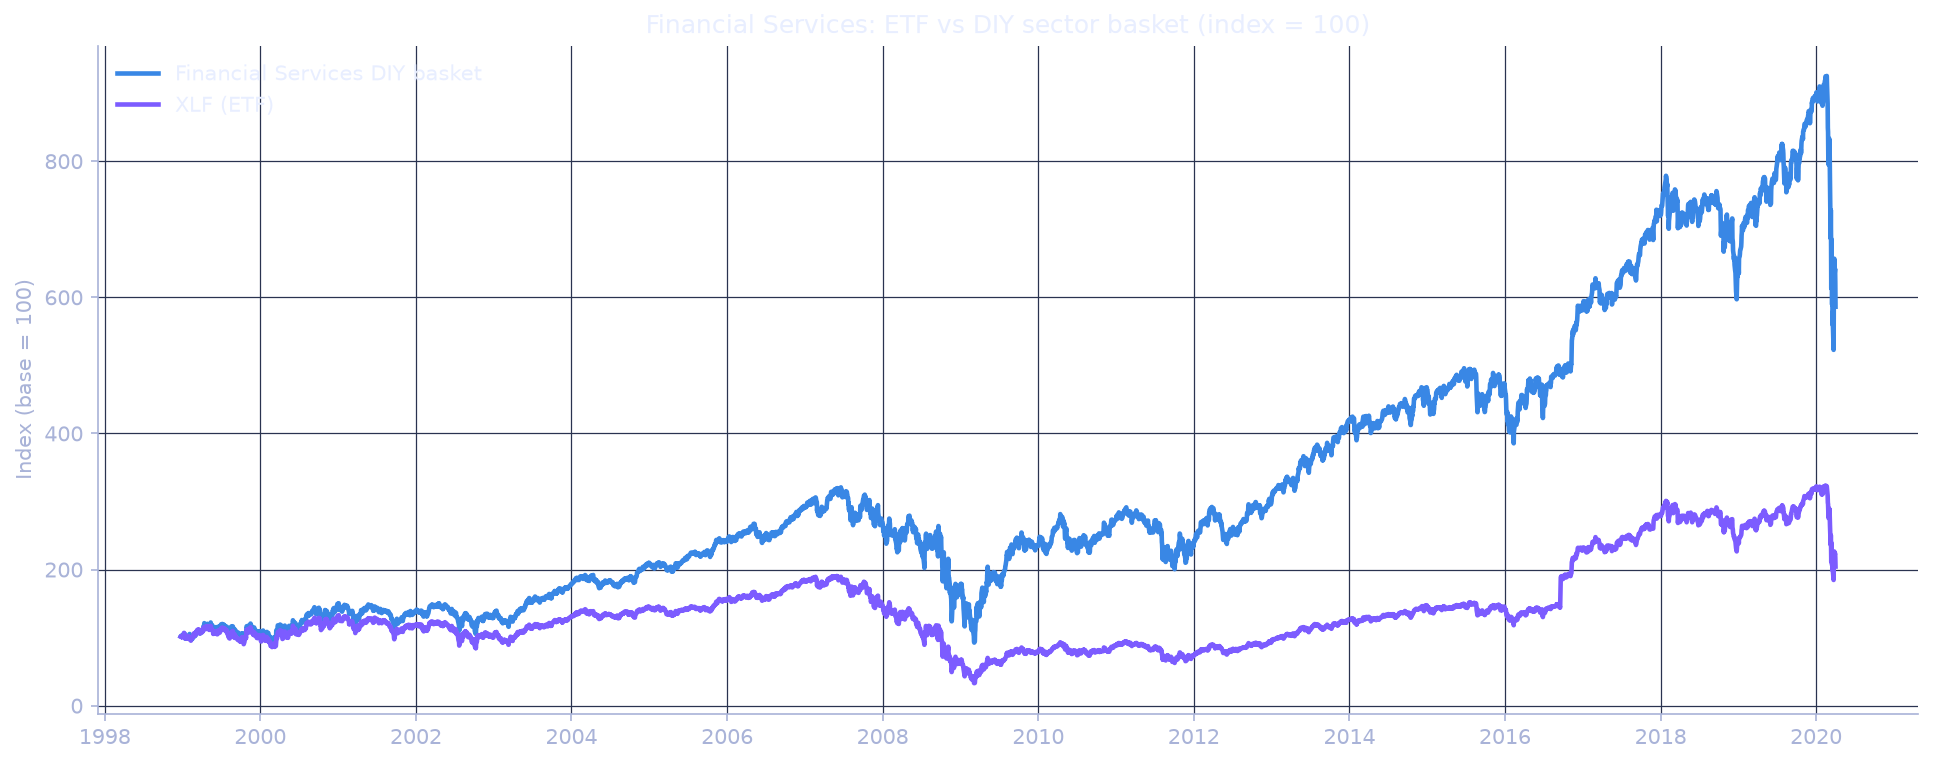 Financial Services: ETF vs DIY sector basket (index = 100)
Financial Services DIY basket
XLF (ETF)
Index (base = 100)
800
600
400
200
0
1998 2000 2002 2004 2006 2008 2010 2012 2014 2016 2018 2020